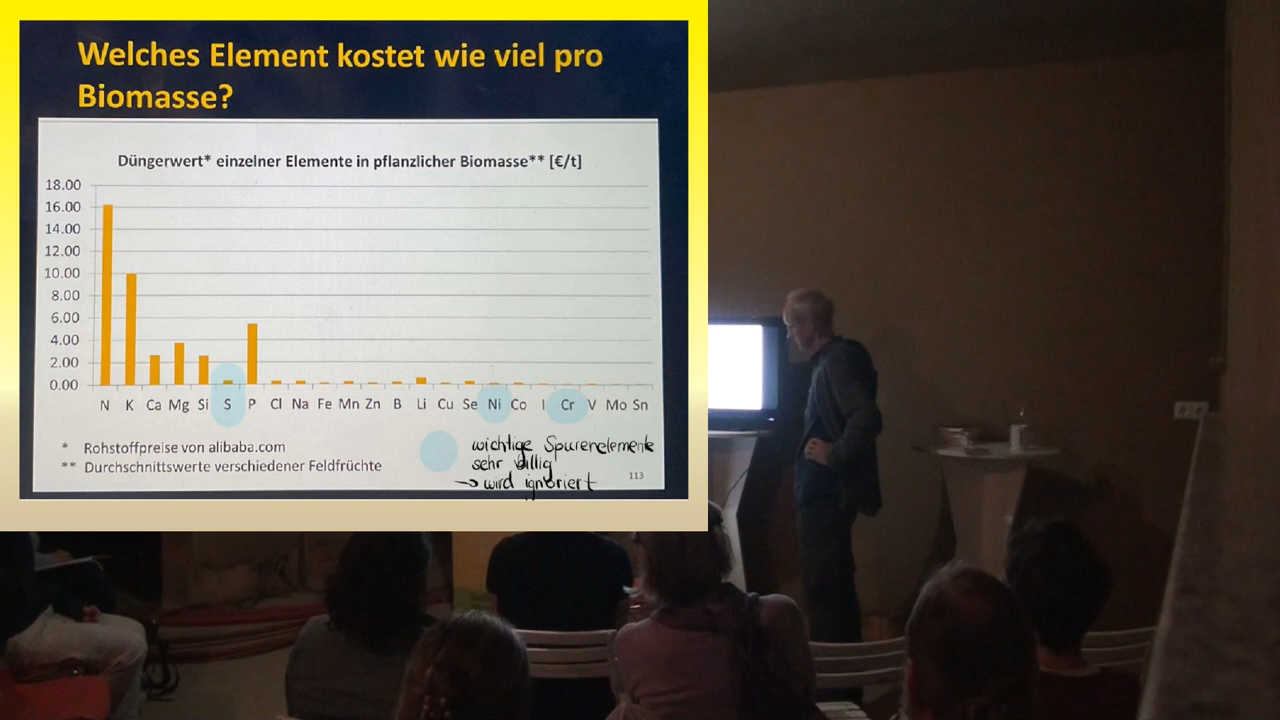 Welches Element kostet wie viel pro
Biomasse?
Düngerwert* einzelner Elemente in pflanzlicher Biomasse** [€/t]
18.00
16.00
14.00
12.00
10.00
8.00
6.00
4.00
2.00
0.00
N K Ca Mg Si S P Cl Na Fe Mn Zn B Li Cu Se Ni Co I Cr V Mo Sn
* Rohstoffpreise von alibaba.com
** Durchschnittswerte verschiedener Feldfrüchte
wichtige Spurenelemente
sehr billig
→ wird ignoriert
113